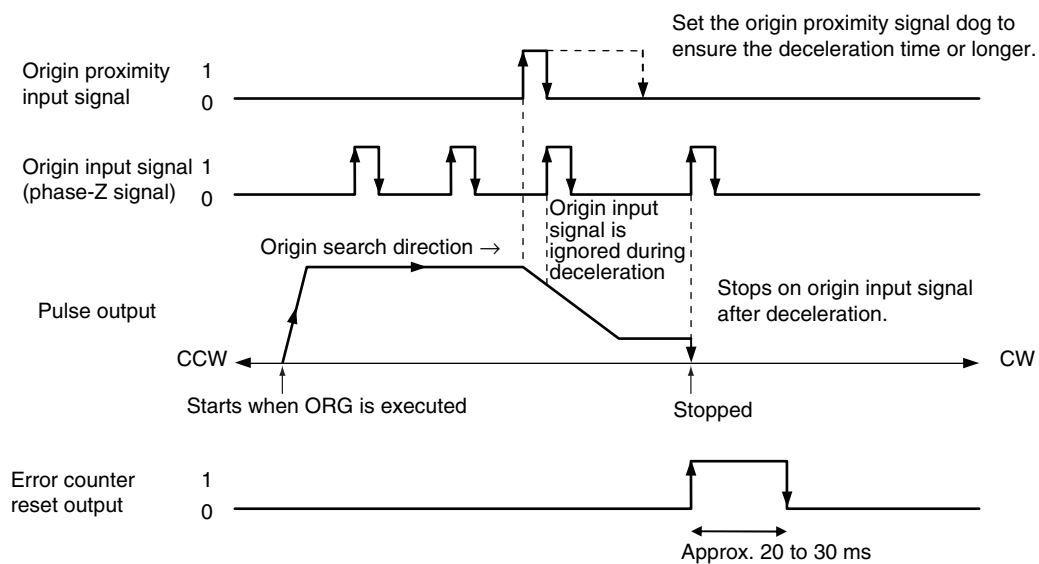 Set the origin proximity signal dog to
ensure the deceleration time or longer.
Origin proximity
input signal
1
0
Origin input signal
(phase-Z signal)
1
0
Origin input
signal is
ignored during
deceleration
Origin search direction →
Pulse output
Stops on origin input signal
after deceleration.
CCW
CW
Starts when ORG is executed
Stopped
Error counter
reset output
1
0
Approx. 20 to 30 ms